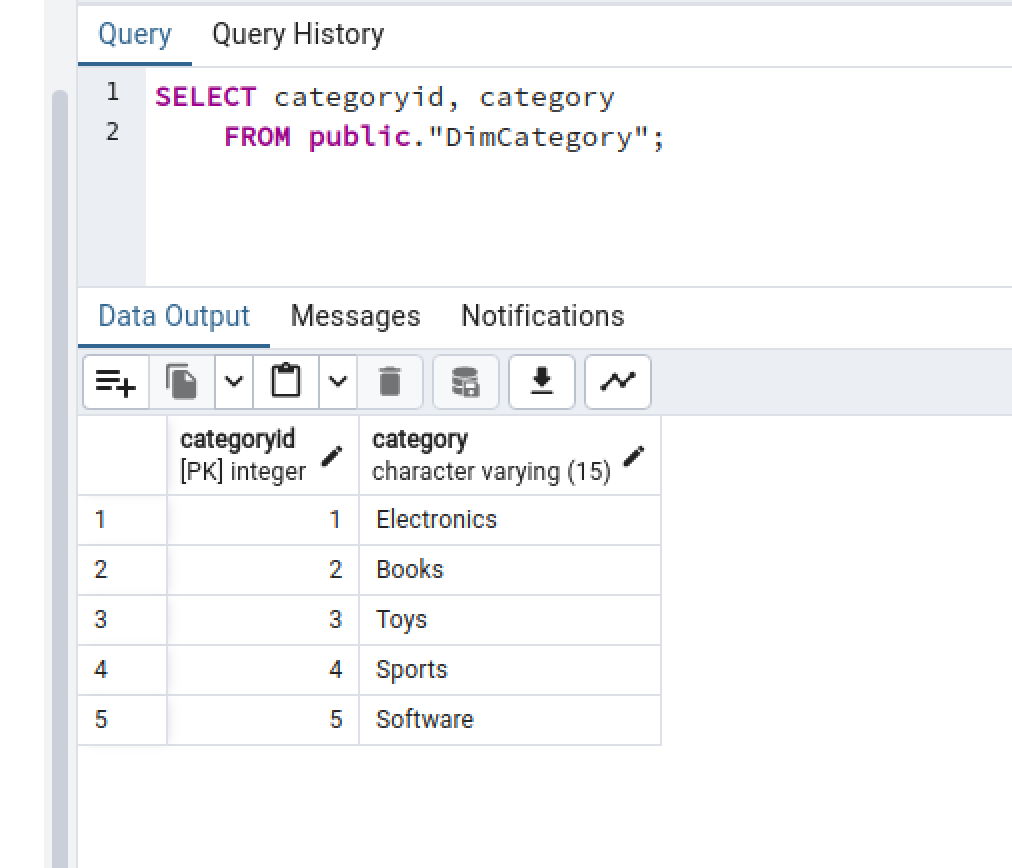 Query Query History
1 SELECT categoryid, category
2 FROM public."DimCategory";
Data Output Messages Notifications
categoryid category
[PK] integer character varying (15)
1 1 Electronics
2 2 Books
3 3 Toys
4 4 Sports
5 5 Software